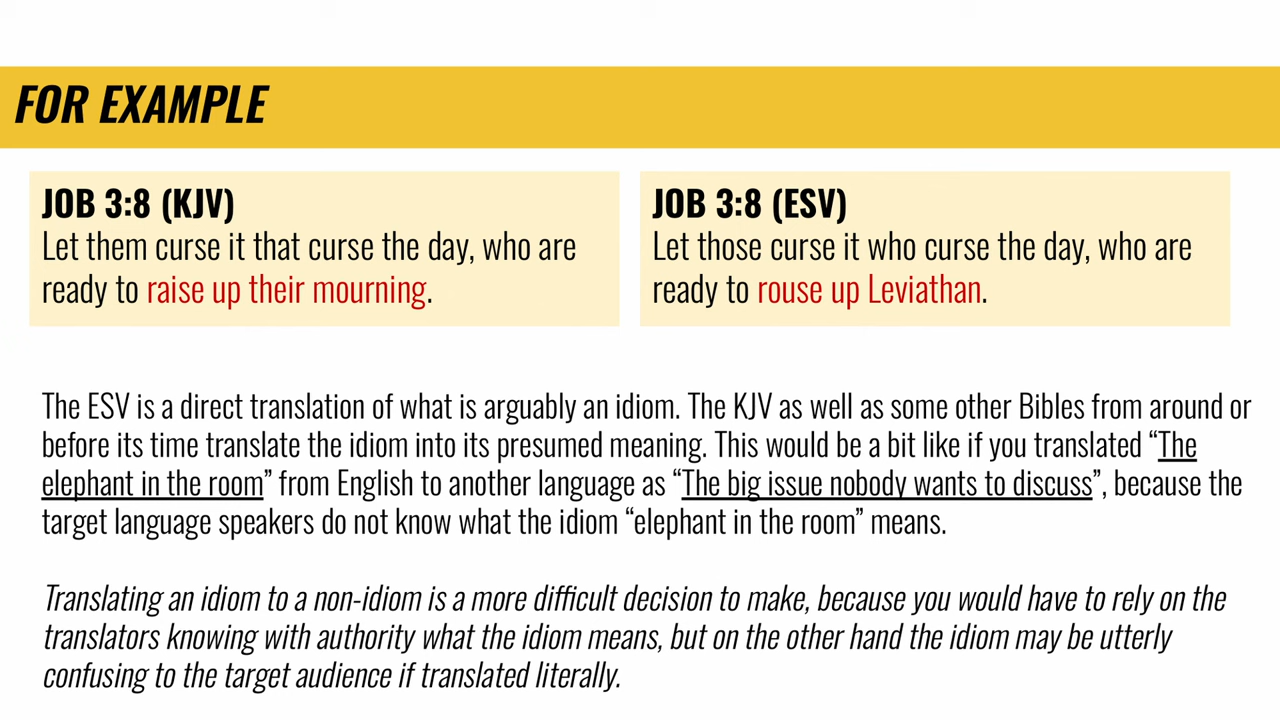 FOR EXAMPLE
JOB 3:8 (KJV)
Let them curse it that curse the day, who are
ready to raise up their mourning.
JOB 3:8 (ESV)
Let those curse it who curse the day, who are
ready to rouse up Leviathan.
The ESV is a direct translation of what is arguably an idiom. The KJV as well as some other Bibles from around or
before its time translate the idiom into its presumed meaning. This would be a bit like if you translated “The
elephant in the room” from English to another language as “The big issue nobody wants to discuss”, because the
target language speakers do not know what the idiom “elephant in the room” means.
Translating an idiom to a non-idiom is a more difficult decision to make, because you would have to rely on the
translators knowing with authority what the idiom means, but on the other hand the idiom may be utterly
confusing to the target audience if translated literally.